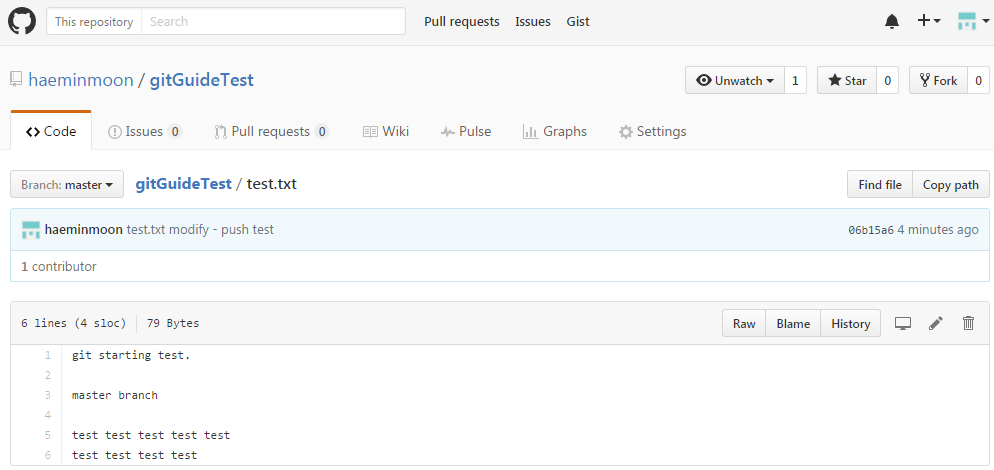 This repository Search Pull requests Issues Gist
haeminmoon / gitGuideTest Unwatch 1 Star 0 Fork 0
Code Issues 0 Pull requests 0 Wiki Pulse Graphs Settings
Branch: master gitGuideTest / test.txt Find file Copy path
haeminmoon test.txt modify - push test 06b15a6 4 minutes ago
1 contributor
6 lines (4 sloc) 79 Bytes Raw Blame History
1 git starting test.
2
3 master branch
4
5 test test test test test
6 test test test test